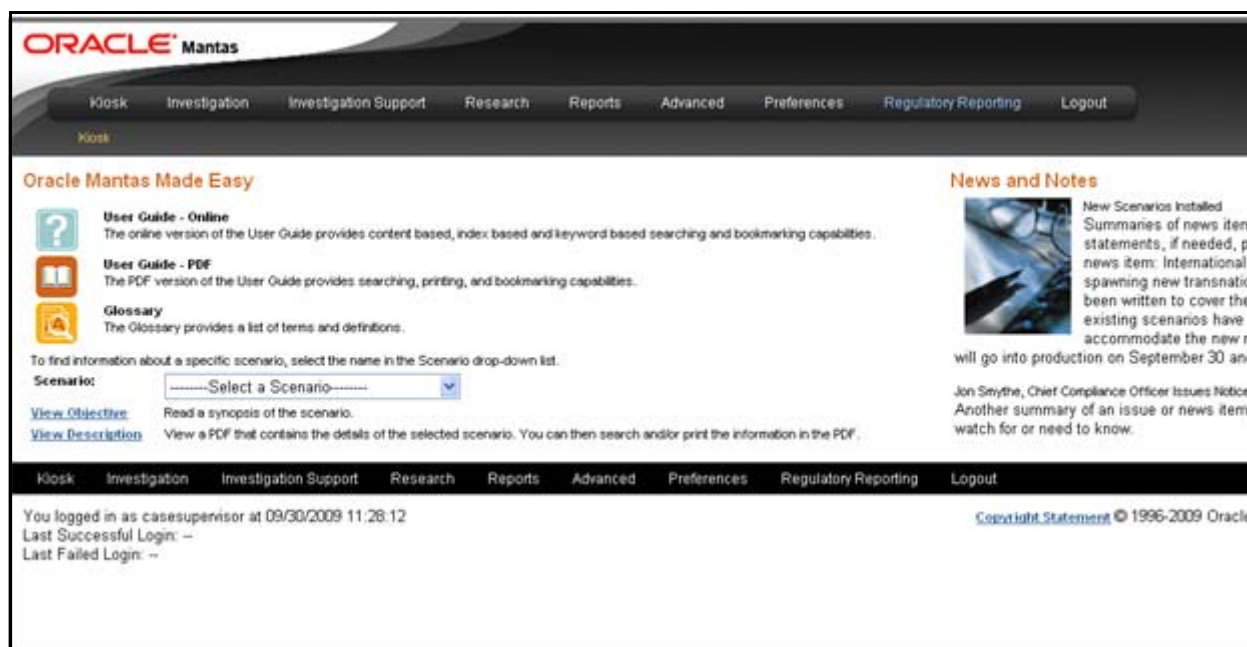 ORACLE Mantas
Kiosk Investigation Investigation Support Research Reports Advanced Preferences Regulatory Reporting Logout
Kiosk
Oracle Mantas Made Easy
User Guide - Online
The online version of the User Guide provides content based, index based and keyword based searching and bookmarking capabilities.
User Guide - PDF
The PDF version of the User Guide provides searching, printing, and bookmarking capabilities.
Glossary
The Glossary provides a list of terms and definitions.
To find information about a specific scenario, select the name in the Scenario drop-down list.
Scenario: --------Select a Scenario--------
View Objective Read a synopsis of the scenario.
View Description View a PDF that contains the details of the selected scenario. You can then search and/or print the information in the PDF.
News and Notes
New Scenarios Installed
Summaries of news
statements, if needed,
news item: International
spawning new
been written to cover the
existing scenarios have
accommodate the new
will go into production on September 30
Jon Smythe, Chief Compliance Officer Issues
Another summary of an issue or news item
watch for or need to know.
Kiosk Investigation Investigation Support Research Reports Advanced Preferences Regulatory Reporting Logout
You logged in as casesupervisor at 09/30/2009 11:28:12
Last Successful Login: --
Last Failed Login: --
Copyright Statement © 1996-2009 Oracle